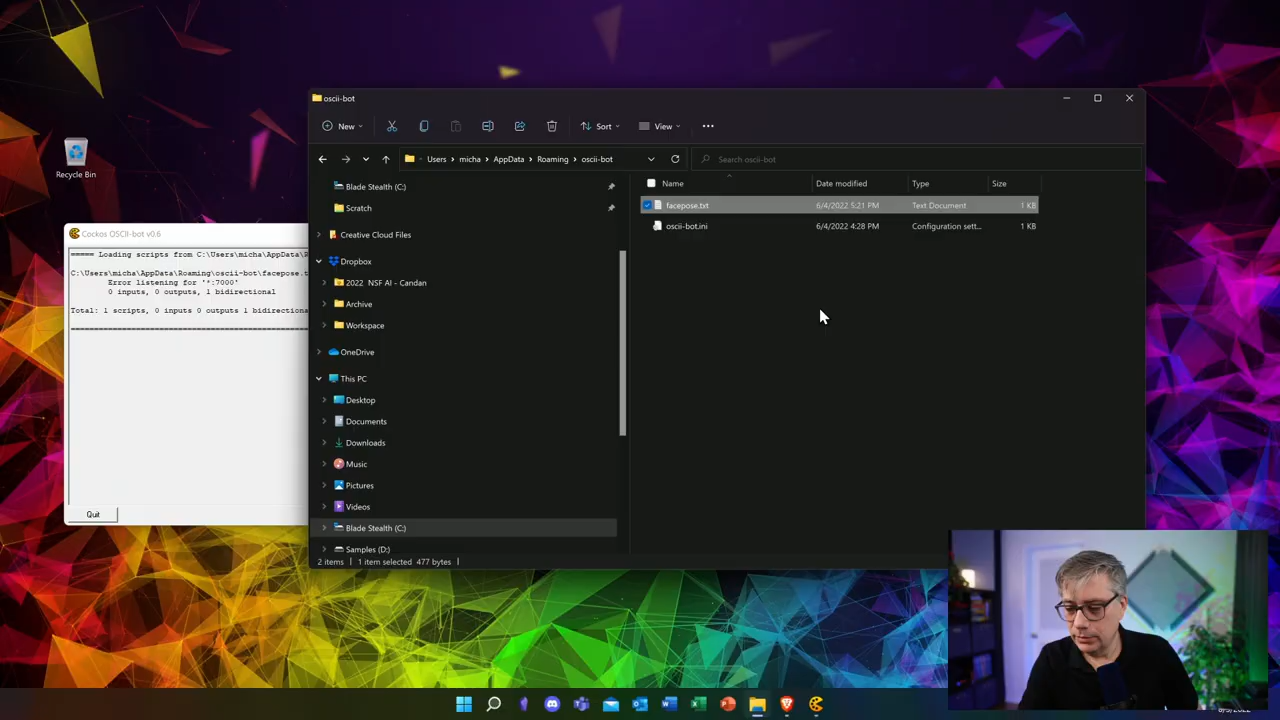 oscii-bot
New
Sort
View
Users
micha
AppData
Roaming
oscii-bot
Search oscii-bot
Recycle Bin
Blade Stealth (C:)
Scratch
Creative Cloud Files
Dropbox
2022 NSF AI - Candan
Archive
Workspace
OneDrive
This PC
Desktop
Documents
Downloads
Music
Pictures
Videos
Blade Stealth (C:)
Samples (D:)
Name Date modified Type Size
facepose.txt 6/4/2022 5:21 PM Text Document 1 KB
oscii-bot.ini 6/4/2022 4:28 PM Configuration sett... 1 KB
2 items 1 item selected 477 bytes
Cockos OSCII-bot v0.6
===== Loading scripts from C:\Users\micha\AppData\R
C:\Users\micha\AppData\Roaming\oscii-bot\facepose.t
Error listening for '*:7000'
0 inputs, 0 outputs, 1 bidirectional
Total: 1 scripts, 0 inputs 0 outputs 1 bidirectiona
Quit